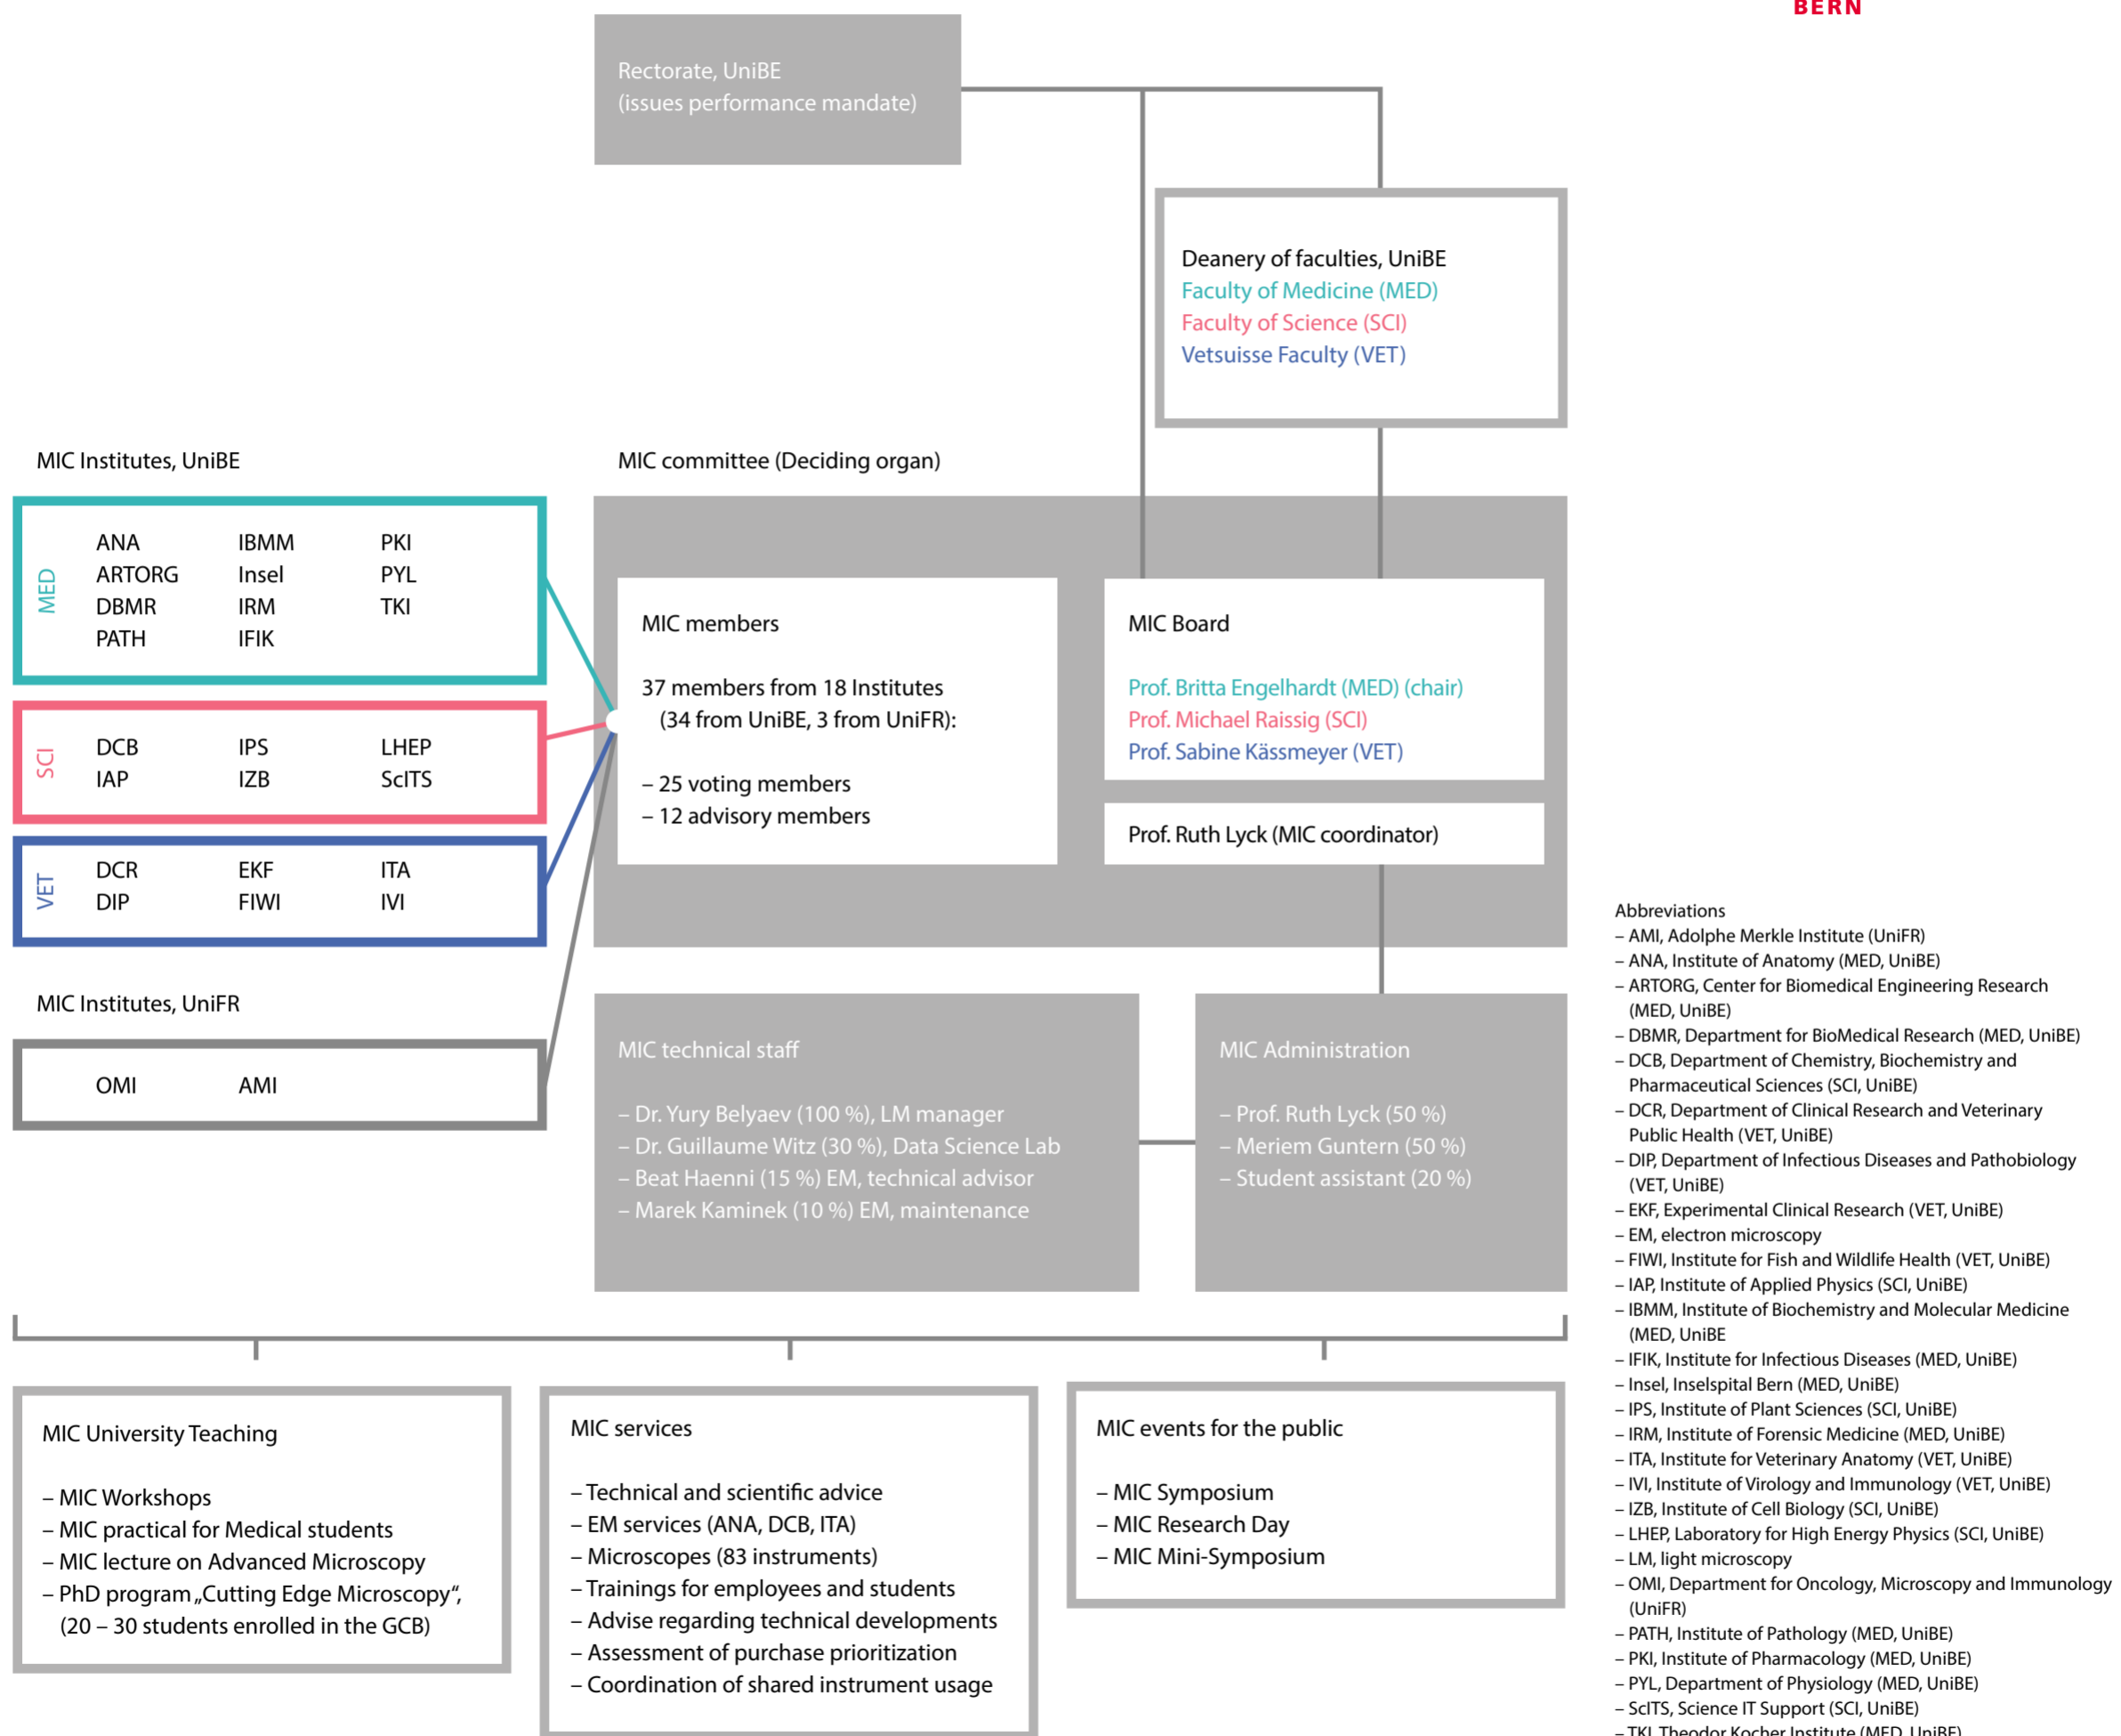 BERN
Rectorate, UniBE
(issues performance mandate)
Deanery of faculties, UniBE
Faculty of Medicine (MED)
Faculty of Science (SCI)
Vetsuisse Faculty (VET)
MIC Institutes, UniBE
MED
ANA IBMM PKI
ARTORG Insel PYL
DBMR IRM TKI
PATH IFIK
SCI
DCB IPS LHEP
IAP IZB ScITS
VET
DCR EKF ITA
DIP FIWI IVI
MIC Institutes, UniFR
OMI AMI
MIC committee (Deciding organ)
MIC members
37 members from 18 Institutes
(34 from UniBE, 3 from UniFR):
– 25 voting members
– 12 advisory members
MIC Board
Prof. Britta Engelhardt (MED) (chair)
Prof. Michael Raissig (SCI)
Prof. Sabine Kässmeyer (VET)
Prof. Ruth Lyck (MIC coordinator)
MIC technical staff
– Dr. Yury Belyaev (100 %), LM manager
– Dr. Guillaume Witz (30 %), Data Science Lab
– Beat Haenni (15 %) EM, technical advisor
– Marek Kaminek (10 %) EM, maintenance
MIC Administration
– Prof. Ruth Lyck (50 %)
– Meriem Guntern (50 %)
– Student assistant (20 %)
MIC University Teaching
– MIC Workshops
– MIC practical for Medical students
– MIC lecture on Advanced Microscopy
– PhD program „Cutting Edge Microscopy“,
(20 – 30 students enrolled in the GCB)
MIC services
– Technical and scientific advice
– EM services (ANA, DCB, ITA)
– Microscopes (83 instruments)
– Trainings for employees and students
– Advise regarding technical developments
– Assessment of purchase prioritization
– Coordination of shared instrument usage
MIC events for the public
– MIC Symposium
– MIC Research Day
– MIC Mini-Symposium
Abbreviations
– AMI, Adolphe Merkle Institute (UniFR)
– ANA, Institute of Anatomy (MED, UniBE)
– ARTORG, Center for Biomedical Engineering Research
(MED, UniBE)
– DBMR, Department for BioMedical Research (MED, UniBE)
– DCB, Department of Chemistry, Biochemistry and
Pharmaceutical Sciences (SCI, UniBE)
– DCR, Department of Clinical Research and Veterinary
Public Health (VET, UniBE)
– DIP, Department of Infectious Diseases and Pathobiology
(VET, UniBE)
– EKF, Experimental Clinical Research (VET, UniBE)
– EM, electron microscopy
– FIWI, Institute for Fish and Wildlife Health (VET, UniBE)
– IAP, Institute of Applied Physics (SCI, UniBE)
– IBMM, Institute of Biochemistry and Molecular Medicine
(MED, UniBE
– IFIK, Institute for Infectious Diseases (MED, UniBE)
– Insel, Inselspital Bern (MED, UniBE)
– IPS, Institute of Plant Sciences (SCI, UniBE)
– IRM, Institute of Forensic Medicine (MED, UniBE)
– ITA, Institute for Veterinary Anatomy (VET, UniBE)
– IVI, Institute of Virology and Immunology (VET, UniBE)
– IZB, Institute of Cell Biology (SCI, UniBE)
– LHEP, Laboratory for High Energy Physics (SCI, UniBE)
– LM, light microscopy
– OMI, Department for Oncology, Microscopy and Immunology
(UniFR)
– PATH, Institute of Pathology (MED, UniBE)
– PKI, Institute of Pharmacology (MED, UniBE)
– PYL, Department of Physiology (MED, UniBE)
– ScITS, Science IT Support (SCI, UniBE)
– TKI, Theodor Kocher Institute (MED, UniBE)